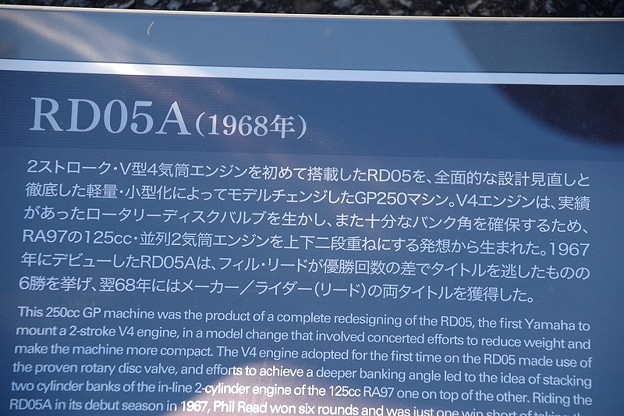 RD05A(1968年)
2ストローク・V型4気筒エンジンを初めて搭載したRD05を、全面的な設計見直しと
徹底した軽量・小型化によってモデルチェンジしたGP250マシン。V4エンジンは、実績
があったロータリーディスクバルブを生かし、また十分なバンク角を確保するため、
RA97の125cc・並列2気筒エンジンを上下二段重ねにする発想から生まれた。1967
年にデビューしたRD05Aは、フィル・リードが優勝回数の差でタイトルを逃したものの
6勝を挙げ、翌68年にはメーカー/ライダー(リード)の両タイトルを獲得した。
This 250cc GP machine was the product of a complete redesigning of the RD05, the first Yamaha to
mount a 2-stroke V4 engine, in a model change that involved concerted efforts to reduce weight and
make the machine more compact. The V4 engine adopted for the first time on the RD05 made use of
the proven rotary disc valve, and efforts to achieve a deeper banking angle led to the idea of stacking
two cylinder banks of the in-line 2-cylinder engine of the 125cc RA97 one on top of the other. Riding the
RD05A in its debut season in 1967, Phil Read won six rounds and was just one win short of taking the